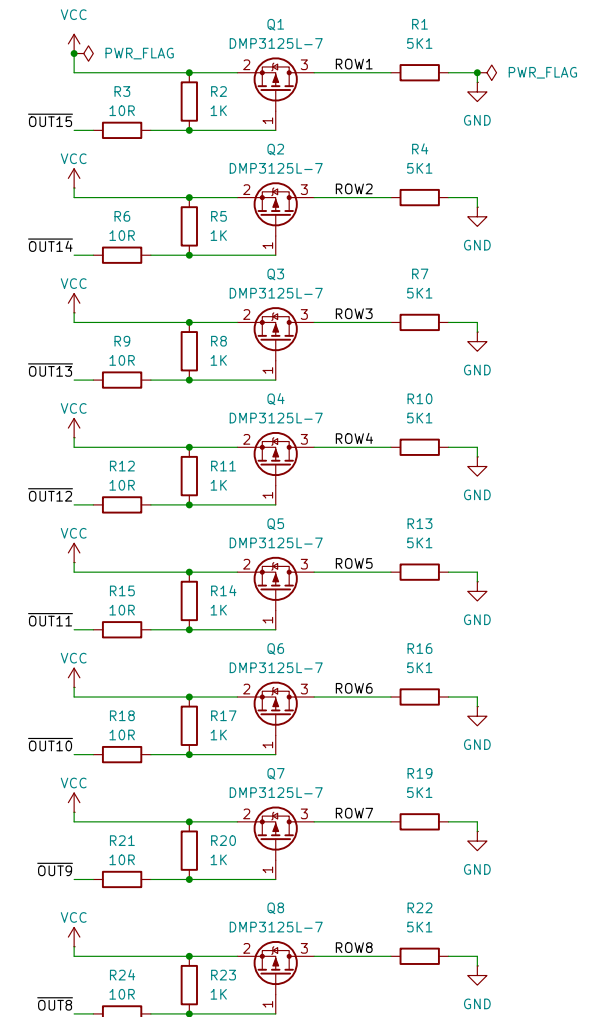 VCC
Q1
R1
DMP3125L-7
5K1
PWR_FLAG
2
3
ROW1
PWR_FLAG
R3
R2
10R
1K
OUT15
1
GND
VCC
Q2
R4
DMP3125L-7
5K1
2
3
ROW2
R6
R5
10R
1K
OUT14
1
GND
VCC
Q3
R7
DMP3125L-7
5K1
2
3
ROW3
R9
R8
10R
1K
OUT13
1
GND
VCC
Q4
R10
DMP3125L-7
5K1
2
3
ROW4
R12
R11
10R
1K
OUT12
1
GND
VCC
Q5
R13
DMP3125L-7
5K1
2
3
ROW5
R15
R14
10R
1K
OUT11
1
GND
VCC
Q6
R16
DMP3125L-7
5K1
2
3
ROW6
R18
R17
10R
1K
OUT10
1
GND
VCC
Q7
R19
DMP3125L-7
5K1
2
3
ROW7
R21
R20
10R
1K
OUT9
1
GND
VCC
Q8
R22
DMP3125L-7
5K1
2
3
ROW8
R24
R23
10R
1K
OUT8
1
GND